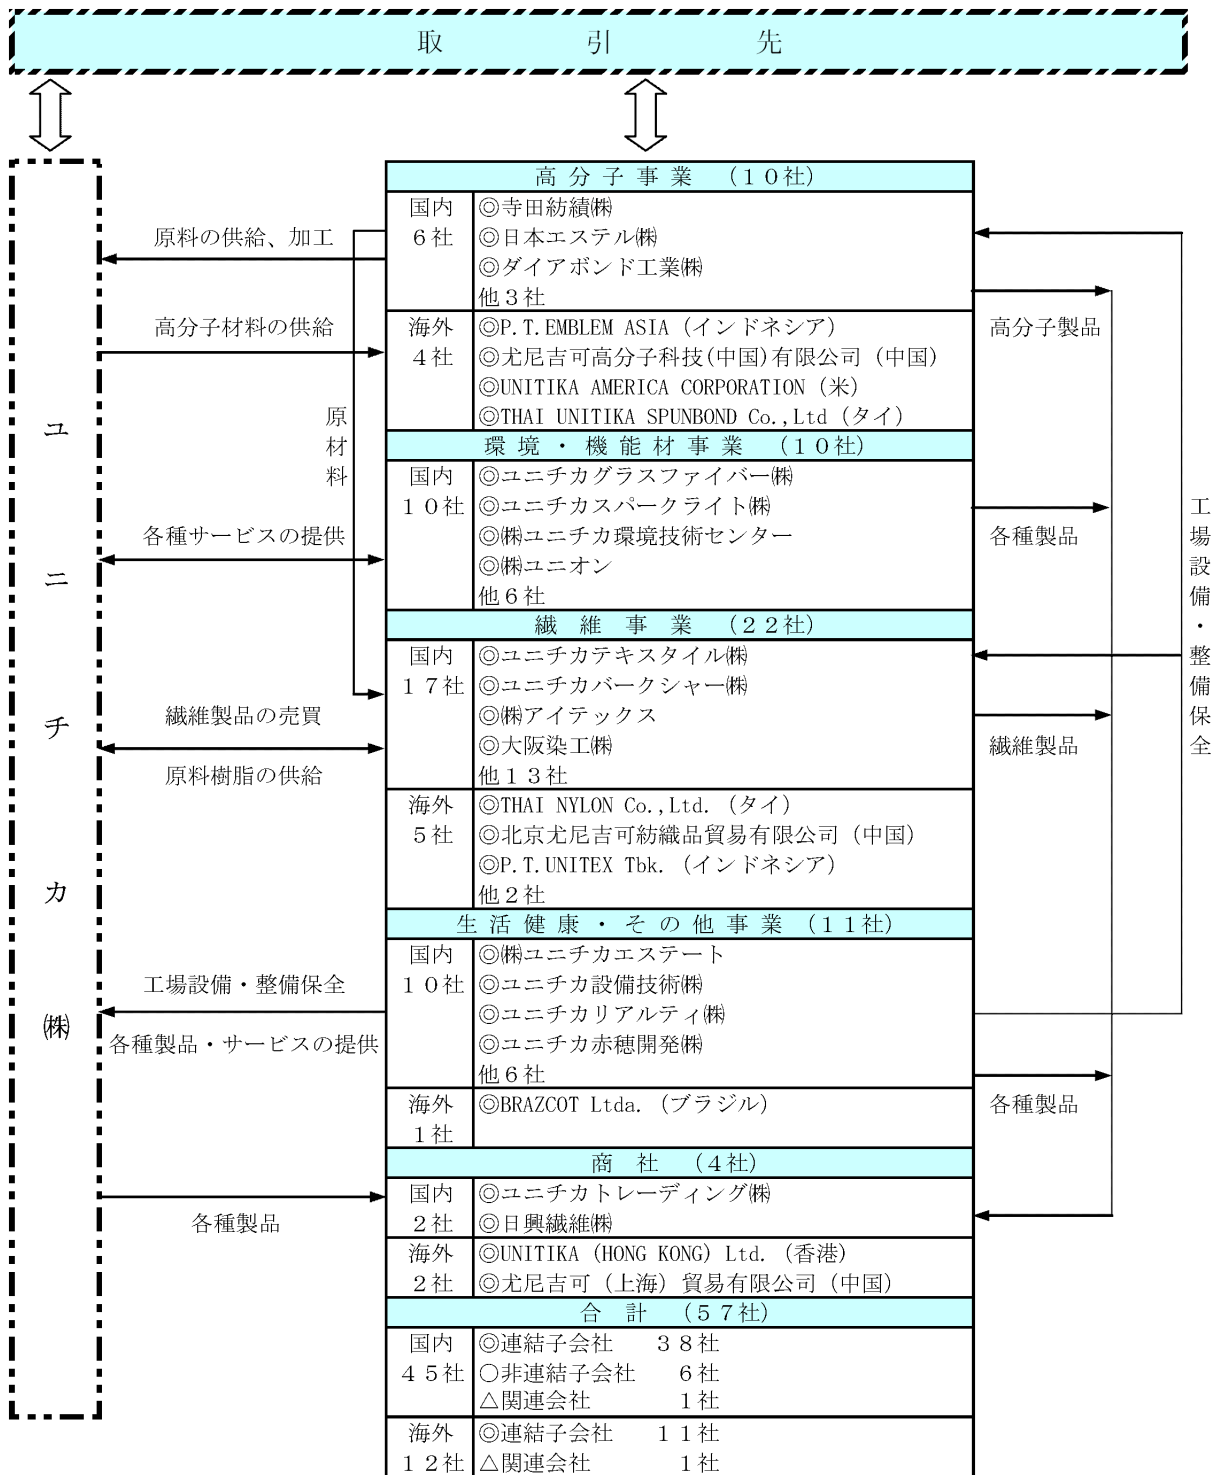 取引先
ユニチカ㈱
原料の供給、加工
高分子材料の供給
原材料
各種サービスの提供
繊維製品の売買
原料樹脂の供給
工場設備・整備保全
各種製品・サービスの提供
各種製品
高分子事業　（１０社）
国内
６社
◎寺田紡績㈱
◎日本エステル㈱
◎ダイアボンド工業㈱
他３社
海外
４社
◎P.T.EMBLEM ASIA（インドネシア）
◎尤尼吉可高分子科技(中国)有限公司（中国）
◎UNITIKA AMERICA CORPORATION（米）
◎THAI UNITIKA SPUNBOND Co.,Ltd（タイ）
環境・機能材事業　（１０社）
国内
１０社
◎ユニチカグラスファイバー㈱
◎ユニチカスパークライト㈱
◎㈱ユニチカ環境技術センター
◎㈱ユニオン
他６社
繊維事業　（２２社）
国内
１７社
◎ユニチカテキスタイル㈱
◎ユニチカバークシャー㈱
◎㈱アイテックス
◎大阪染工㈱
他１３社
海外
５社
◎THAI NYLON Co.,Ltd.（タイ）
◎北京尤尼吉可紡織品貿易有限公司（中国）
◎P.T.UNITEX Tbk.（インドネシア）
他２社
生活健康・その他事業（１１社）
国内
１０社
◎㈱ユニチカエステート
◎ユニチカ設備技術㈱
◎ユニチカリアルティ㈱
◎ユニチカ赤穂開発㈱
他６社
海外
１社
◎BRAZCOT Ltda.（ブラジル）
商社　（４社）
国内
２社
◎ユニチカトレーディング㈱
◎日興繊維㈱
海外
２社
◎UNITIKA（HONG KONG）Ltd.（香港）
◎尤尼吉可（上海）貿易有限公司（中国）
合計　（５７社）
国内
４５社
◎連結子会社　３８社
○非連結子会社　６社
△関連会社　１社
海外
１２社
◎連結子会社　１１社
△関連会社　１社
高分子製品
各種製品
繊維製品
各種製品
工場設備・整備保全